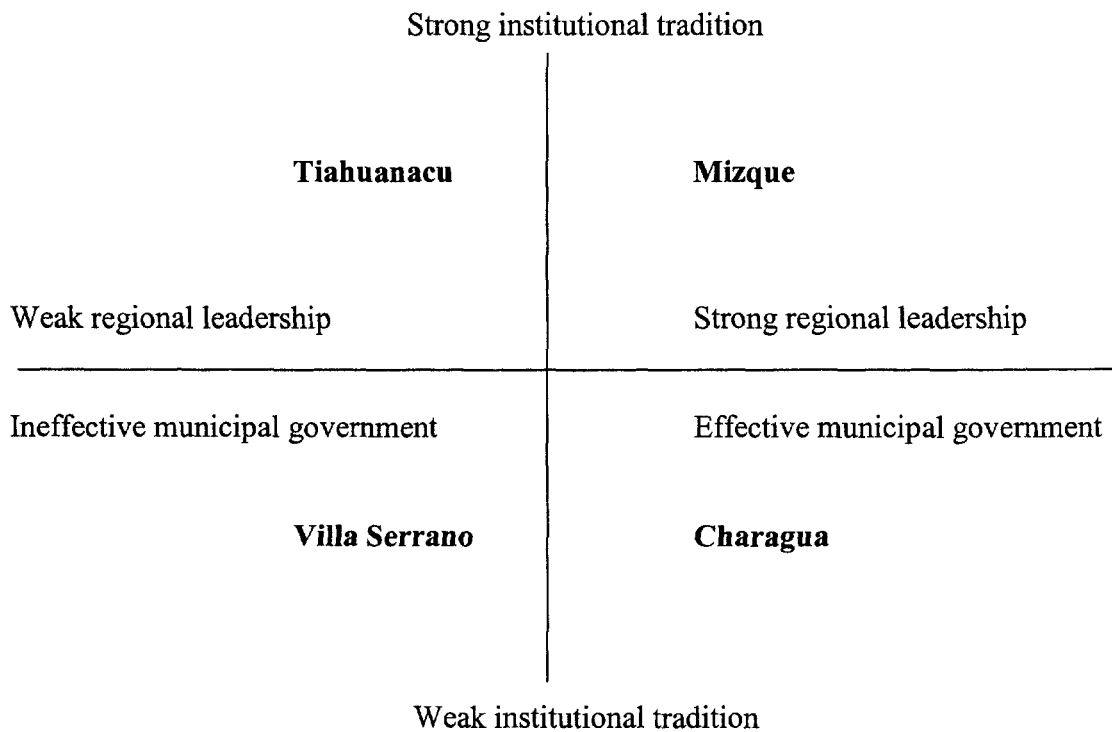 Strong institutional tradition
Tiahuanacu Mizque
Weak regional leadership Strong regional leadership
Ineffective municipal government Effective municipal government
Villa Serrano Charagua
Weak institutional tradition